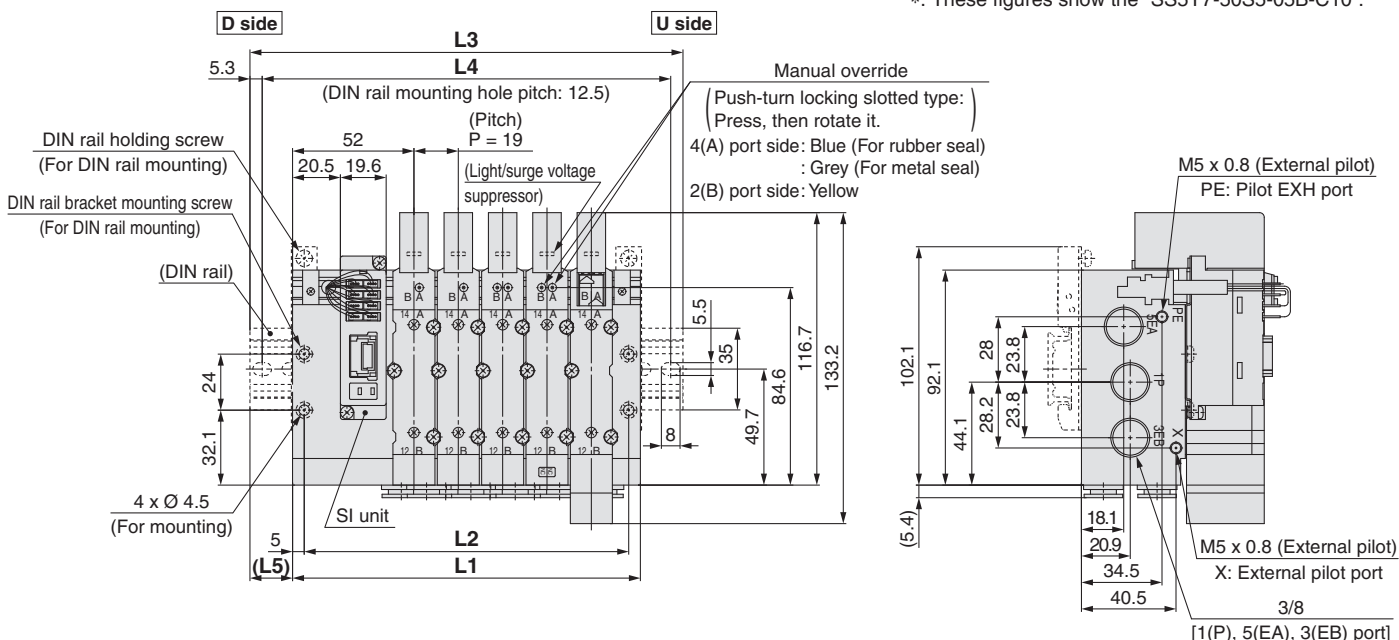 *: These figures show the "SS5Y7-50S5-05B-C10".
D side
U side
L3
5.3
L4
(DIN rail mounting hole pitch: 12.5)
Manual override
(Push-turn locking slotted type:
Press, then rotate it.)
4(A) port side: Blue (For rubber seal)
: Grey (For metal seal)
2(B) port side: Yellow
(Pitch)
P = 19
52
20.5
19.6
(Light/surge voltage
suppressor)
DIN rail holding screw
(For DIN rail mounting)
DIN rail bracket mounting screw
(For DIN rail mounting)
(DIN rail)
B A
B A
B A
B A
B A
14 A
14 A
14 A
14 A
14 A
12 B
12 B
12 B
12 B
12 B
24
32.1
4 x Ø 4.5
(For mounting)
SI unit
5
L2
(L5)
L1
5.5
35
8
49.7
84.6
116.7
133.2
M5 x 0.8 (External pilot)
PE: Pilot EXH port
102.1
92.1
44.1
28
23.8
28.2
23.8
5EA
PE
1P
3EB
X
(5.4)
18.1
20.9
34.5
40.5
M5 x 0.8 (External pilot)
X: External pilot port
3/8
[1(P), 5(EA), 3(EB) port]